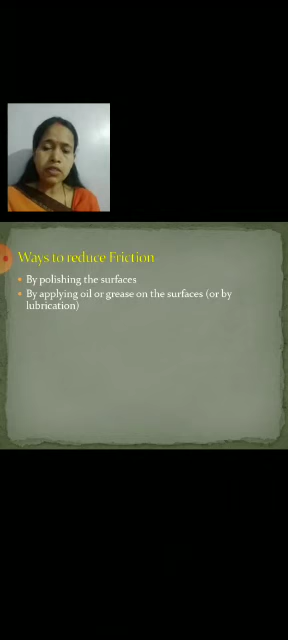 Ways to reduce Friction
By polishing the surfaces
By applying oil or grease on the surfaces (or by
lubrication)